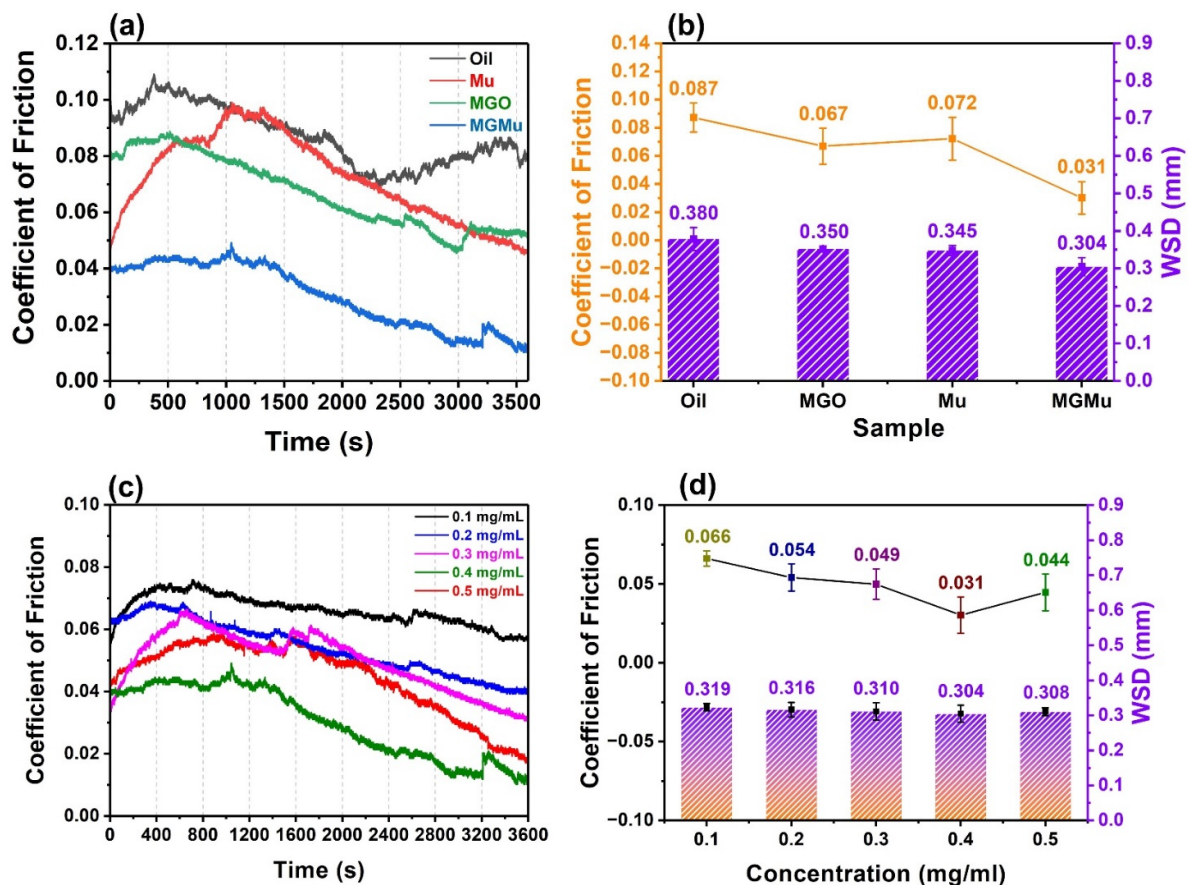 (a)
Coefficient of Friction
0.12
0.10
0.08
0.06
0.04
0.02
0.00
Oil
Mu
MGO
MGMu
0 500 1000 1500 2000 2500 3000 3500
Time (s)
(b)
Coefficient of Friction
0.14
0.12
0.10
0.08
0.06
0.04
0.02
0.00
−0.02
−0.04
−0.06
−0.08
−0.10
0.087
0.067
0.072
0.031
0.380
0.350
0.345
0.304
0.9
0.8
0.7
0.6
0.5
0.4
0.3
0.2
0.1
0.0
WSD (mm)
Oil MGO Mu MGMu
Sample
(c)
Coefficient of Friction
0.10
0.08
0.06
0.04
0.02
0.00
0.1 mg/mL
0.2 mg/mL
0.3 mg/mL
0.4 mg/mL
0.5 mg/mL
0 400 800 1200 1600 2000 2400 2800 3200 3600
Time (s)
(d)
Coefficient of Friction
0.10
0.05
0.00
−0.05
−0.10
0.066
0.054
0.049
0.031
0.044
0.319
0.316
0.310
0.304
0.308
0.9
0.8
0.7
0.6
0.5
0.4
0.3
0.2
0.1
0.0
WSD (mm)
0.1 0.2 0.3 0.4 0.5
Concentration (mg/ml)